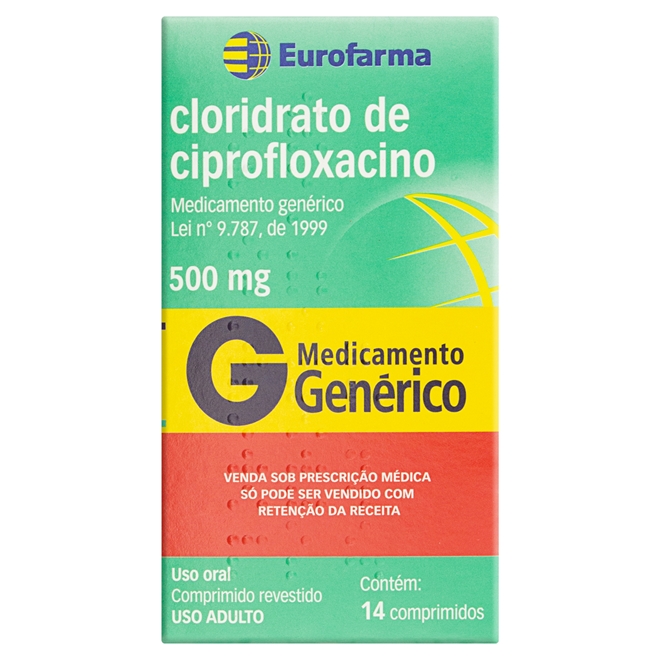 Eurofarma
cloridrato de
ciprofloxacino
Medicamento genérico
Lei nº 9.787, de 1999
500 mg
G Medicamento
Genérico
VENDA SOB PRESCRIÇÃO MÉDICA
SÓ PODE SER VENDIDO COM
RETENÇÃO DA RECEITA
Uso oral
Comprimido revestido
USO ADULTO
Contém:
14 comprimidos